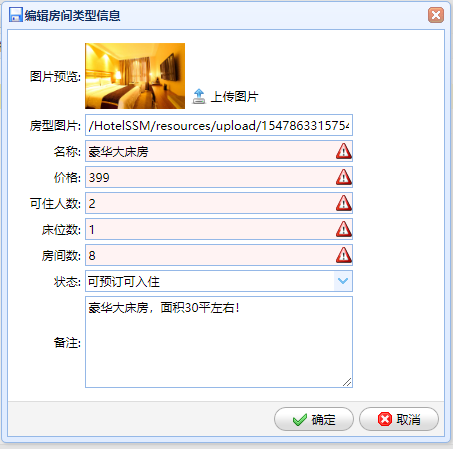 编辑房间类型信息
图片预览:
上传图片
房型图片: /HotelSSM/resources/upload/1547863315754
名称: 豪华大床房
价格: 399
可住人数: 2
床位数: 1
房间数: 8
状态: 可预订可入住
备注: 豪华大床房，面积30平左右!
确定 取消